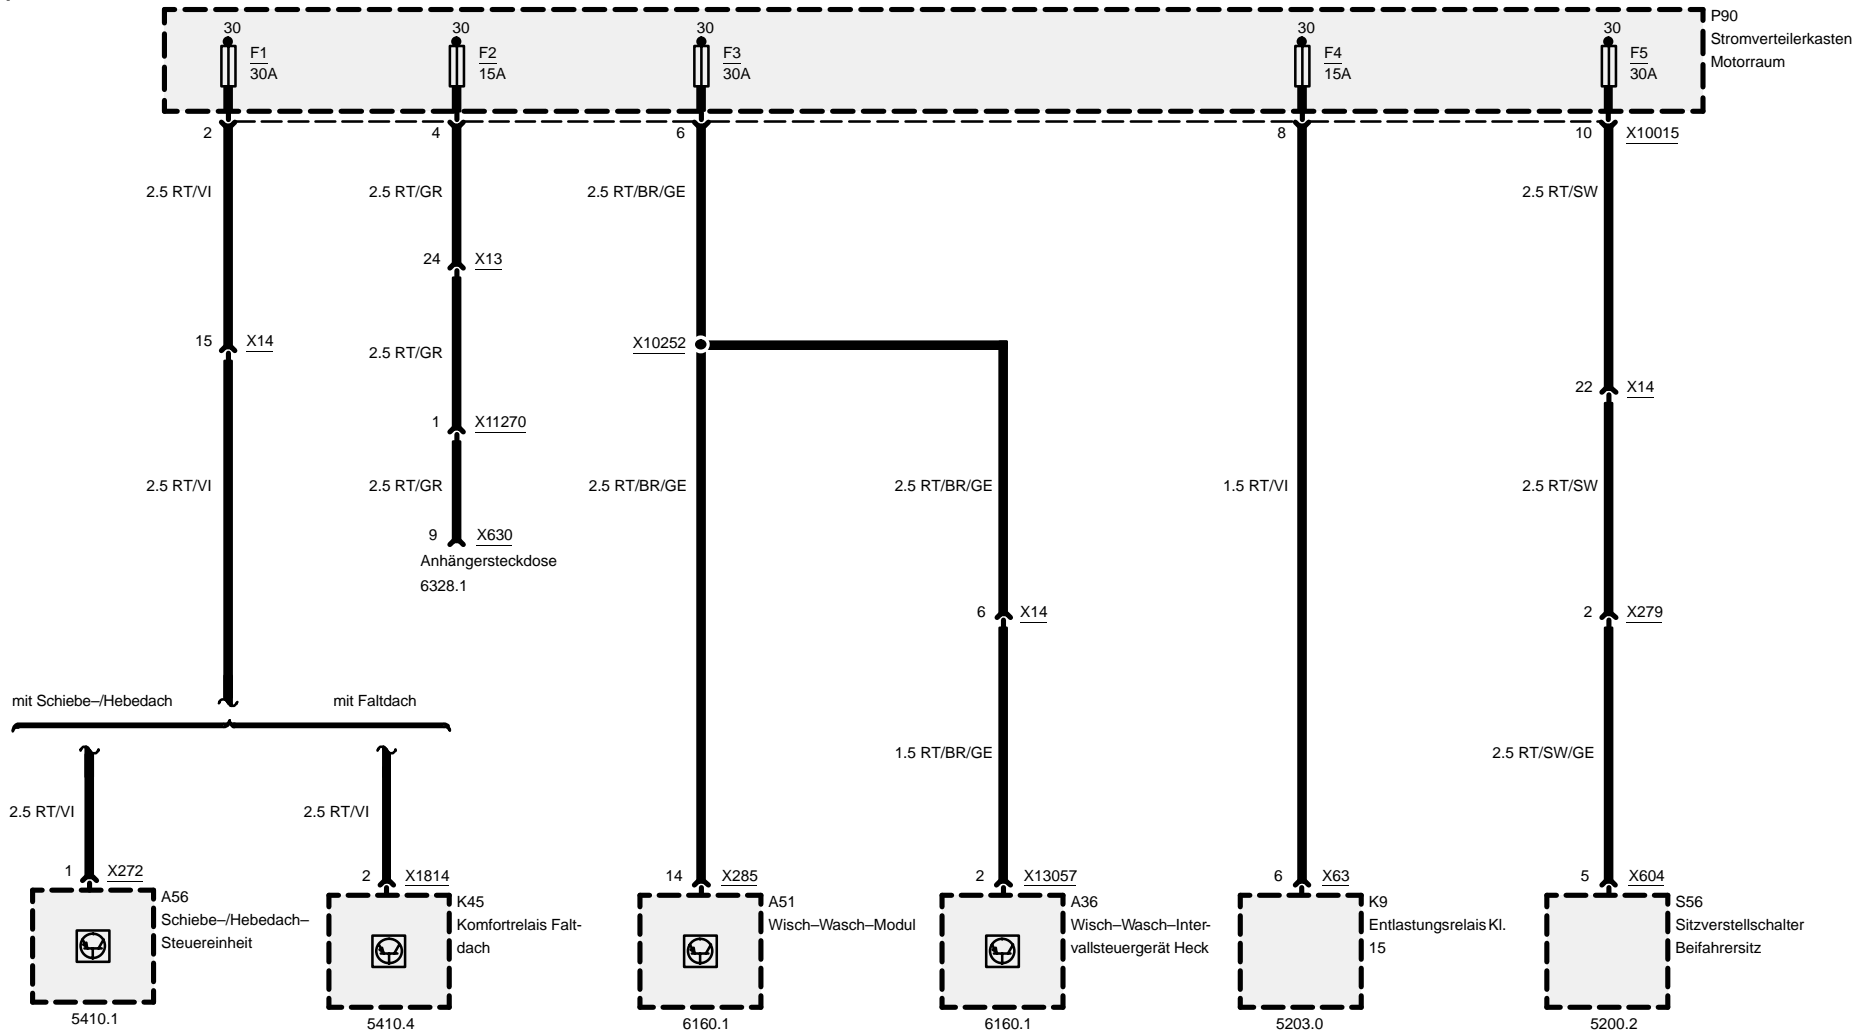 P90
Stromverteilerkasten
Motorraum
30
30
30
30
30
F1
30A
F2
15A
F3
30A
F4
15A
F5
30A
2
4
6
8
10
X10015
2.5 RT/VI
2.5 RT/GR
2.5 RT/BR/GE
2.5 RT/SW
24
X13
15
X14
2.5 RT/GR
X10252
22
X14
1
X11270
2.5 RT/VI
2.5 RT/GR
2.5 RT/BR/GE
2.5 RT/BR/GE
1.5 RT/VI
2.5 RT/SW
9
X630
Anhängersteckdose
6328.1
6
X14
2
X279
mit Schiebe–/Hebedach
mit Faltdach
1.5 RT/BR/GE
2.5 RT/SW/GE
2.5 RT/VI
2.5 RT/VI
1
X272
2
X1814
14
X285
2
X13057
6
X63
5
X604
A56
Schiebe–/Hebedach–
Steuereinheit
K45
Komfortrelais Falt-
dach
A51
Wisch–Wasch–Modul
A36
Wisch–Wasch–Inter-
vallsteuergerät Heck
K9
Entlastungsrelais Kl.
15
S56
Sitzverstellschalter
Beifahrersitz
5410.1
5410.4
6160.1
6160.1
5203.0
5200.2